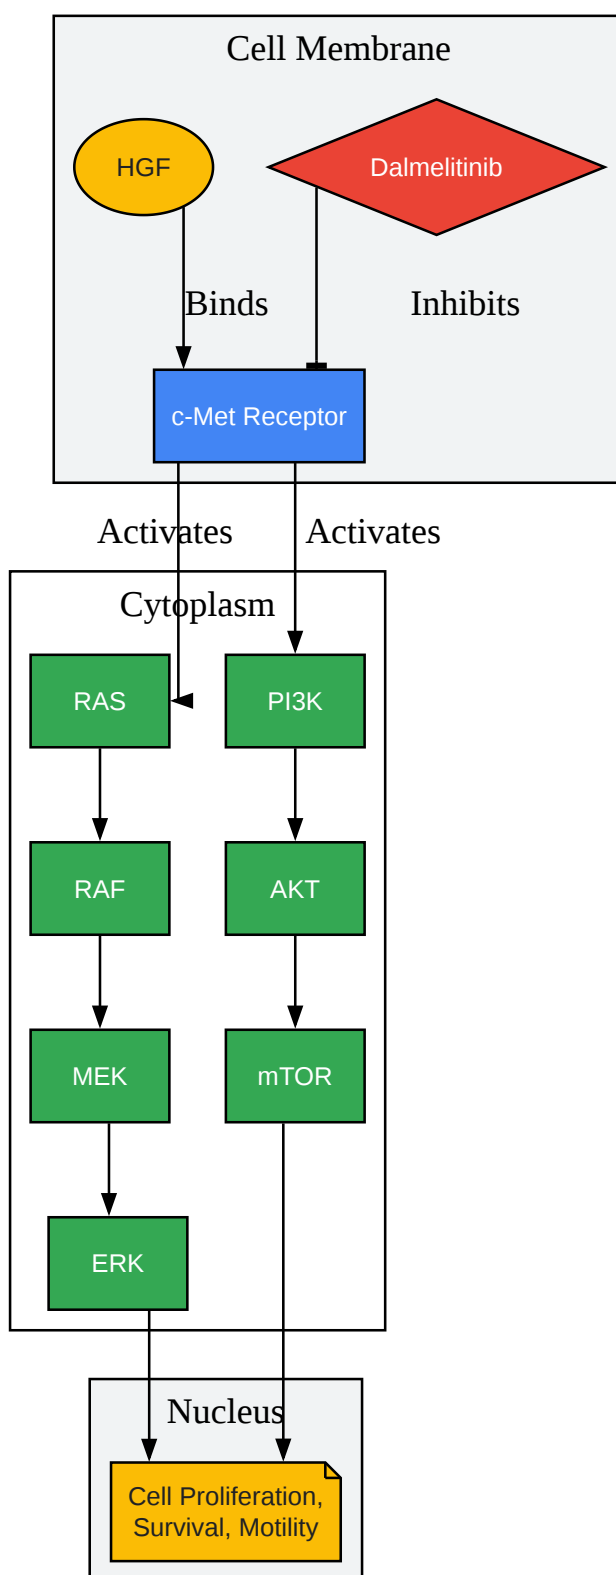 Cell Membrane
HGF
Dalmelitinib
Binds
Inhibits
c-Met Receptor
Activates
Activates
Cytoplasm
RAS
PI3K
RAF
AKT
MEK
mTOR
ERK
Nucleus
Cell Proliferation,
Survival, Motility